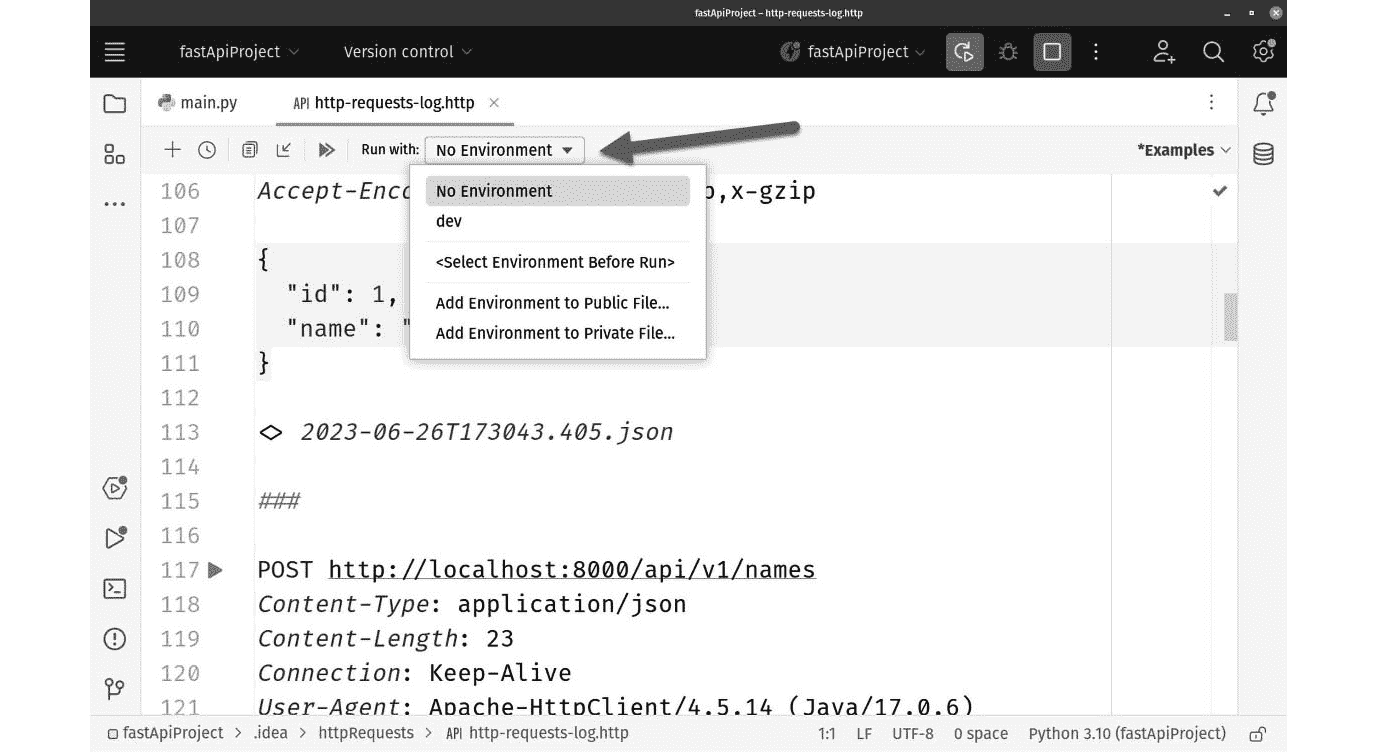 fastApiProject – http-requests-log.http
fastApiProject Version control fastApiProject
main.py API http-requests-log.http
Run with: No Environment *Examples
No Environment
dev
<Select Environment Before Run>
Add Environment to Public File...
Add Environment to Private File...
106 Accept-Enc ,x-gzip
107
108 {
109 "id": 1,
110 "name": "
111 }
112
113 2023-06-26T173043.405.json
114
115 ###
116
117 POST http://localhost:8000/api/v1/names
118 Content-Type: application/json
119 Content-Length: 23
120 Connection: Keep-Alive
121 User-Agent: Apache-HttpClient/4.5.14 (Java/17.0.6)
fastApiProject > .idea > httpRequests > API http-requests-log.http 1:1 LF UTF-8 0 space Python 3.10 (fastApiProject)